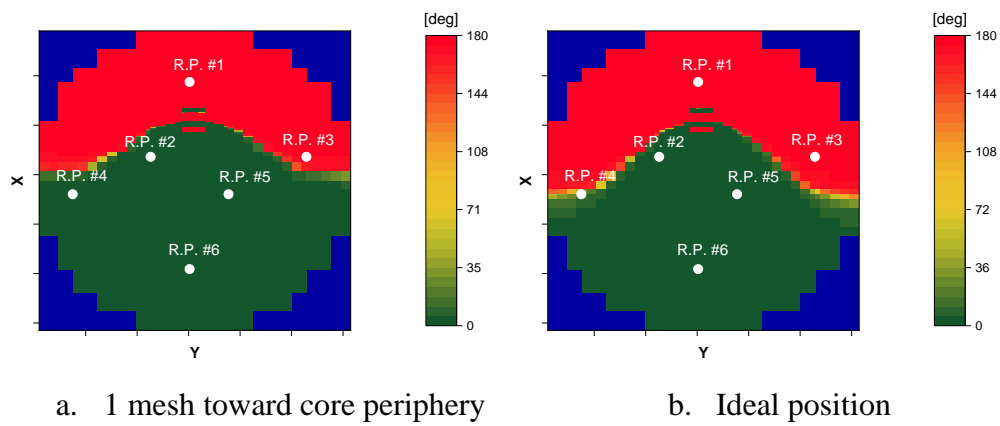 [deg]
180
144
108
71
35
0
R.P. #1
R.P. #2
R.P. #3
R.P. #4
R.P. #5
R.P. #6
X
Y
[deg]
180
144
108
71
36
0
R.P. #1
R.P. #2
R.P. #3
R.P. #4
R.P. #5
R.P. #6
X
Y
a. 1 mesh toward core periphery
b. Ideal position